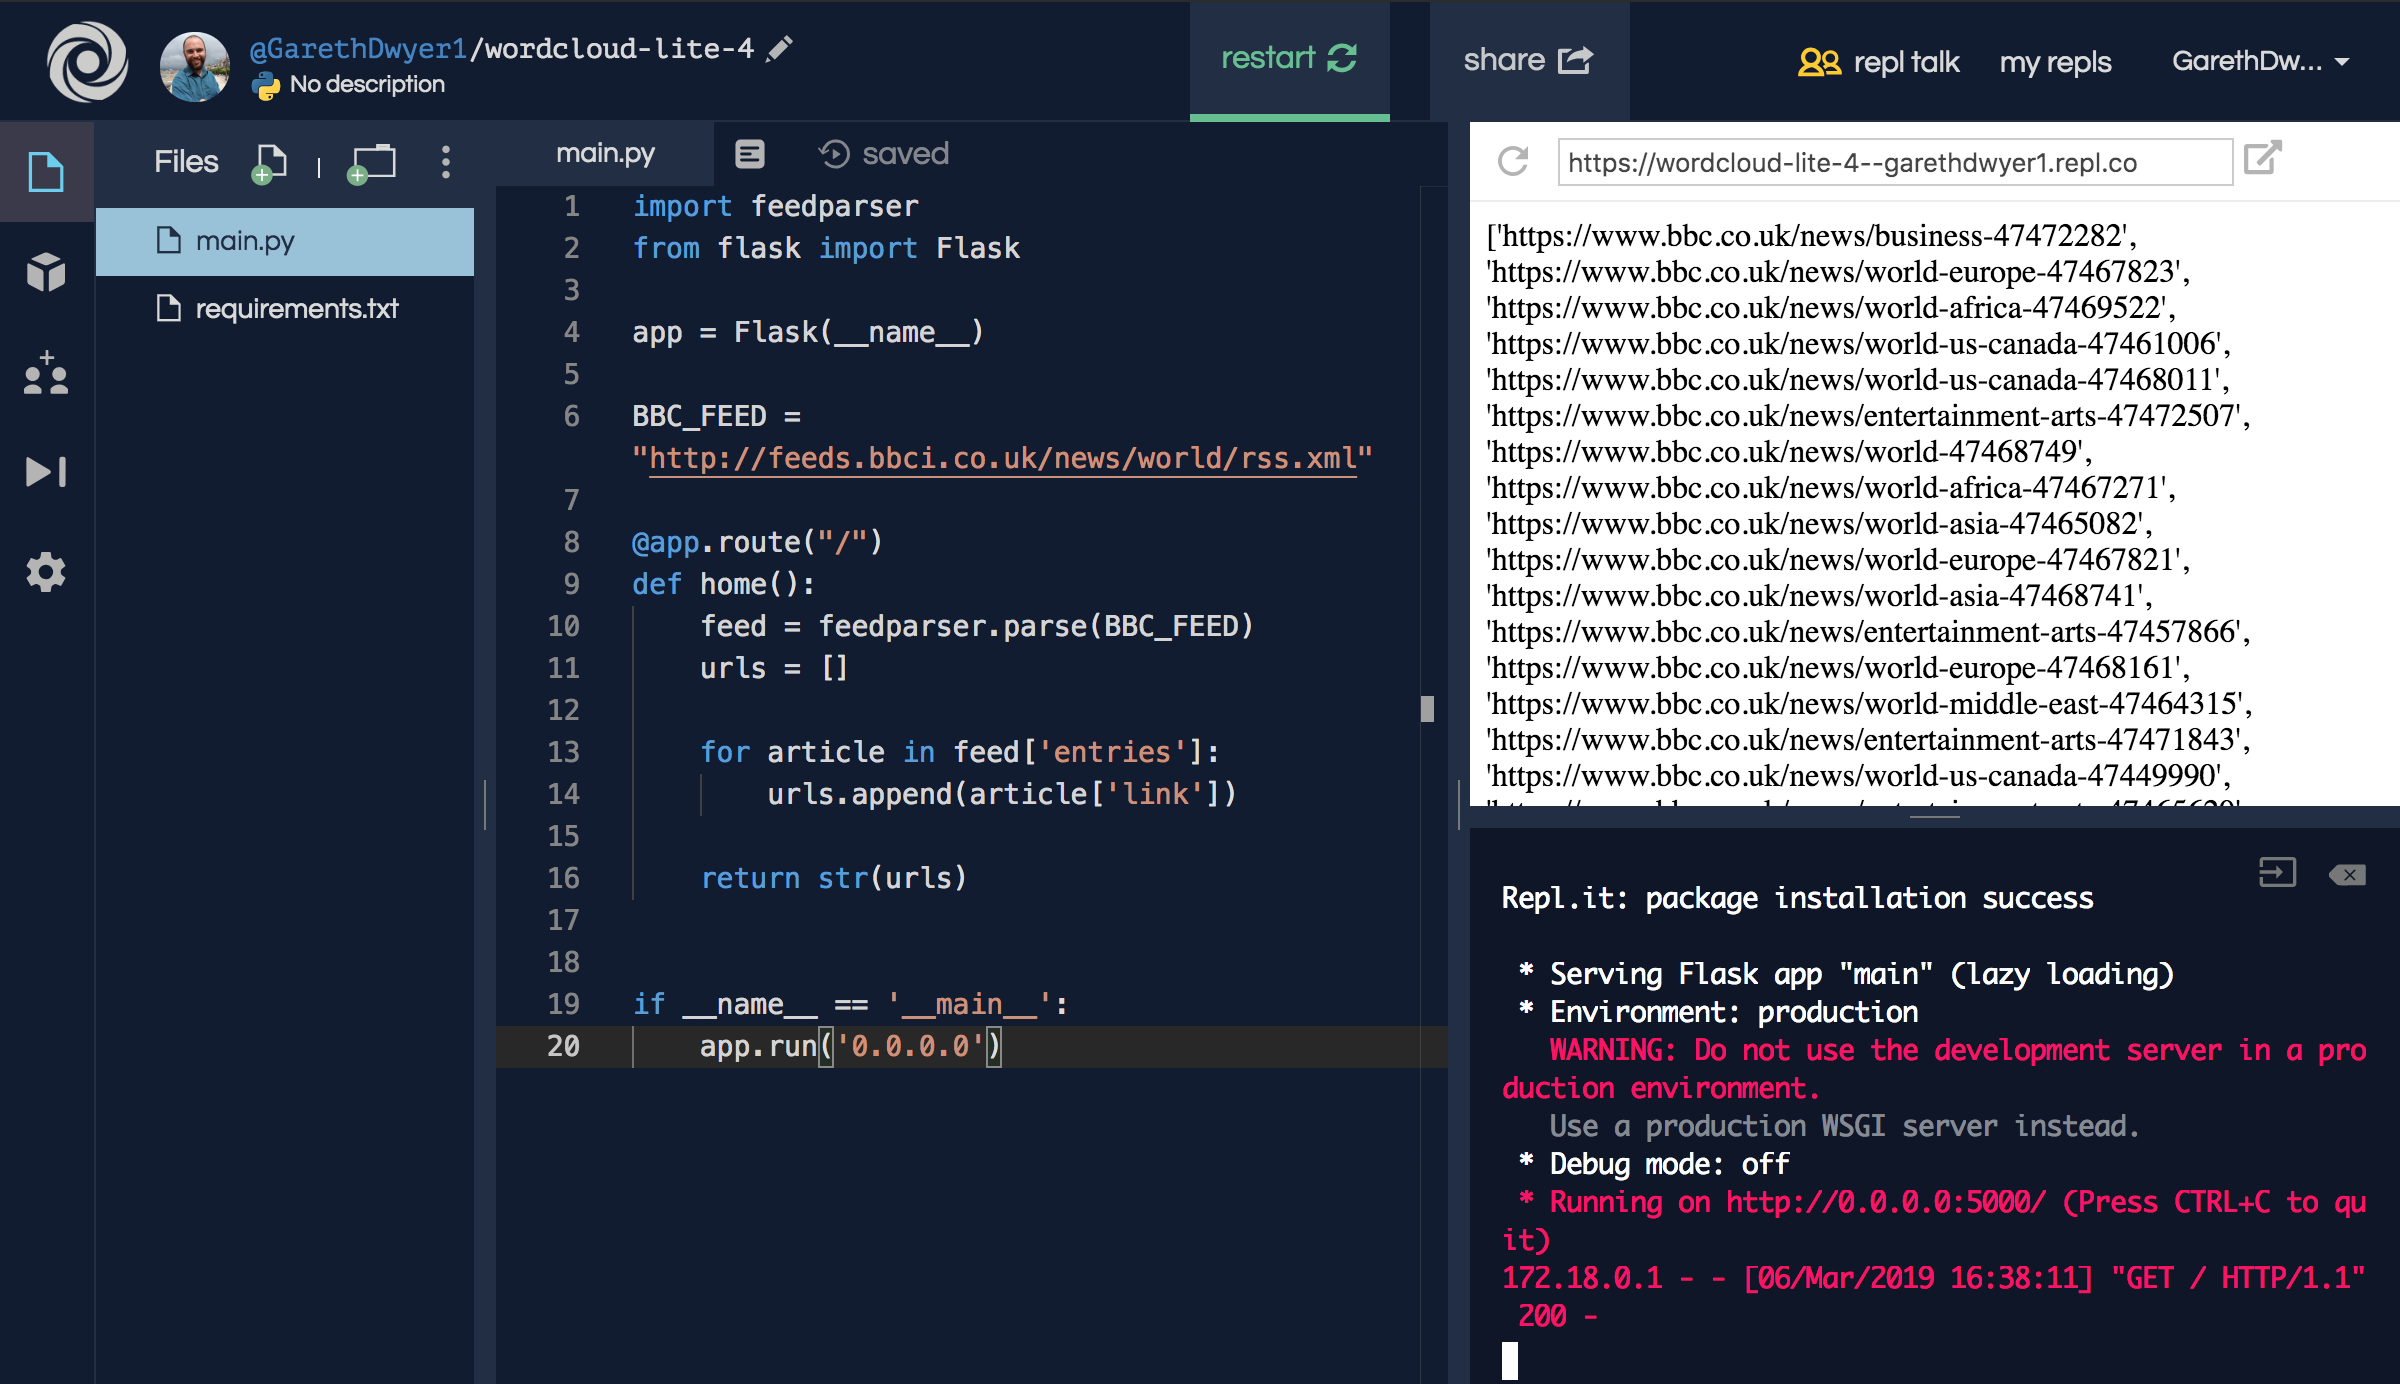 @GarethDwyer1/wordcloud-lite-4
No description
restart
share
repl talk
my repls
GarethDw...
Files
main.py
requirements.txt
main.py
saved
1 import feedparser
2 from flask import Flask
3
4 app = Flask(__name__)
5
6 BBC_FEED =
"http://feeds.bbci.co.uk/news/world/rss.xml"
7
8 @app.route("/")
9 def home():
10 feed = feedparser.parse(BBC_FEED)
11 urls = []
12
13 for article in feed['entries']:
14 urls.append(article['link'])
15
16 return str(urls)
17
18
19 if __name__ == '__main__':
20 app.run('0.0.0.0')
https://wordcloud-lite-4--garethdwyer1.repl.co
['https://www.bbc.co.uk/news/business-47472282',
'https://www.bbc.co.uk/news/world-europe-47467823',
'https://www.bbc.co.uk/news/world-africa-47469522',
'https://www.bbc.co.uk/news/world-us-canada-47461006',
'https://www.bbc.co.uk/news/world-us-canada-47468011',
'https://www.bbc.co.uk/news/entertainment-arts-47472507',
'https://www.bbc.co.uk/news/world-47468749',
'https://www.bbc.co.uk/news/world-africa-47467271',
'https://www.bbc.co.uk/news/world-asia-47465082',
'https://www.bbc.co.uk/news/world-europe-47467821',
'https://www.bbc.co.uk/news/world-asia-47468741',
'https://www.bbc.co.uk/news/entertainment-arts-47457866',
'https://www.bbc.co.uk/news/world-europe-47468161',
'https://www.bbc.co.uk/news/world-middle-east-47464315',
'https://www.bbc.co.uk/news/entertainment-arts-47471843',
'https://www.bbc.co.uk/news/world-us-canada-47449990',
Repl.it: package installation success
* Serving Flask app "main" (lazy loading)
* Environment: production
WARNING: Do not use the development server in a pro
duction environment.
Use a production WSGI server instead.
* Debug mode: off
* Running on http://0.0.0.0:5000/ (Press CTRL+C to qu
it)
172.18.0.1 - - [06/Mar/2019 16:38:11] "GET / HTTP/1.1"
200 -